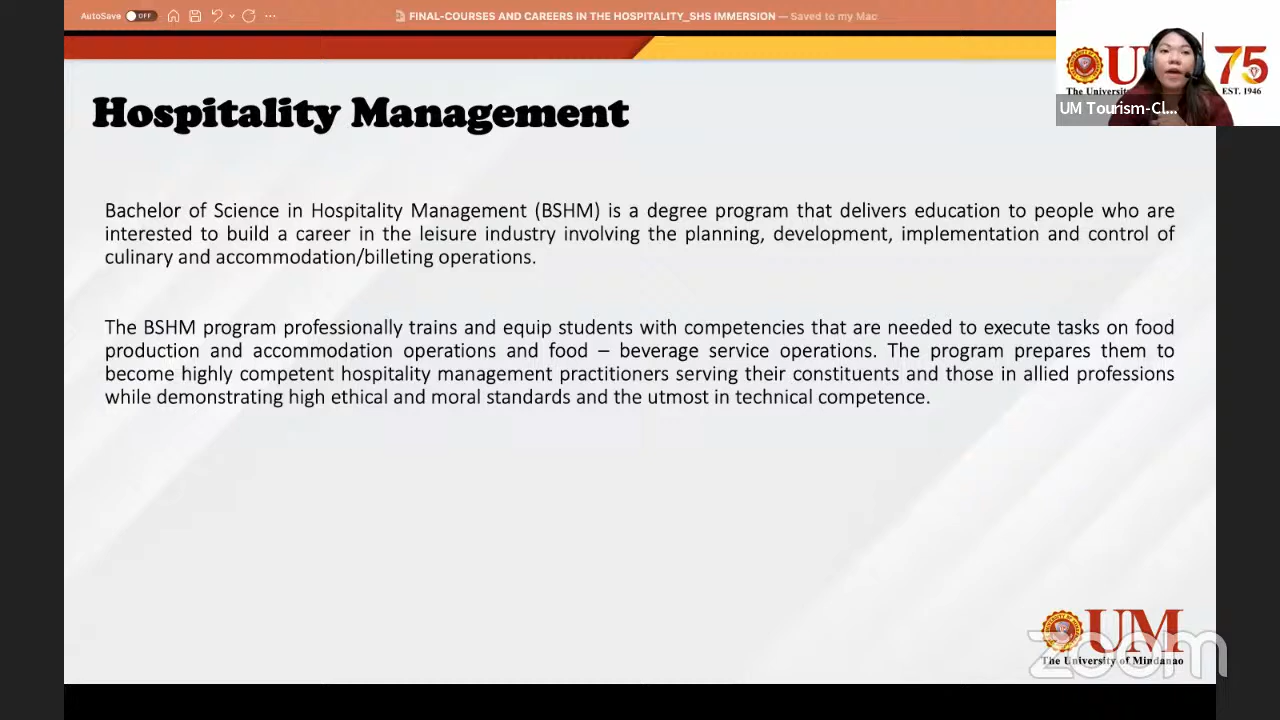 AutoSave OFF
FINAL-COURSES AND CAREERS IN THE HOSPITALITY_SHS IMMERSION — Saved to my Mac
U 75
The Universit EST. 1946
UM Tourism-Cl...
Hospitality Management
Bachelor of Science in Hospitality Management (BSHM) is a degree program that delivers education to people who are
interested to build a career in the leisure industry involving the planning, development, implementation and control of
culinary and accommodation/billeting operations.
The BSHM program professionally trains and equip students with competencies that are needed to execute tasks on food
production and accommodation operations and food – beverage service operations. The program prepares them to
become highly competent hospitality management practitioners serving their constituents and those in allied professions
while demonstrating high ethical and moral standards and the utmost in technical competence.
UM
The University of Mindanao
zoom